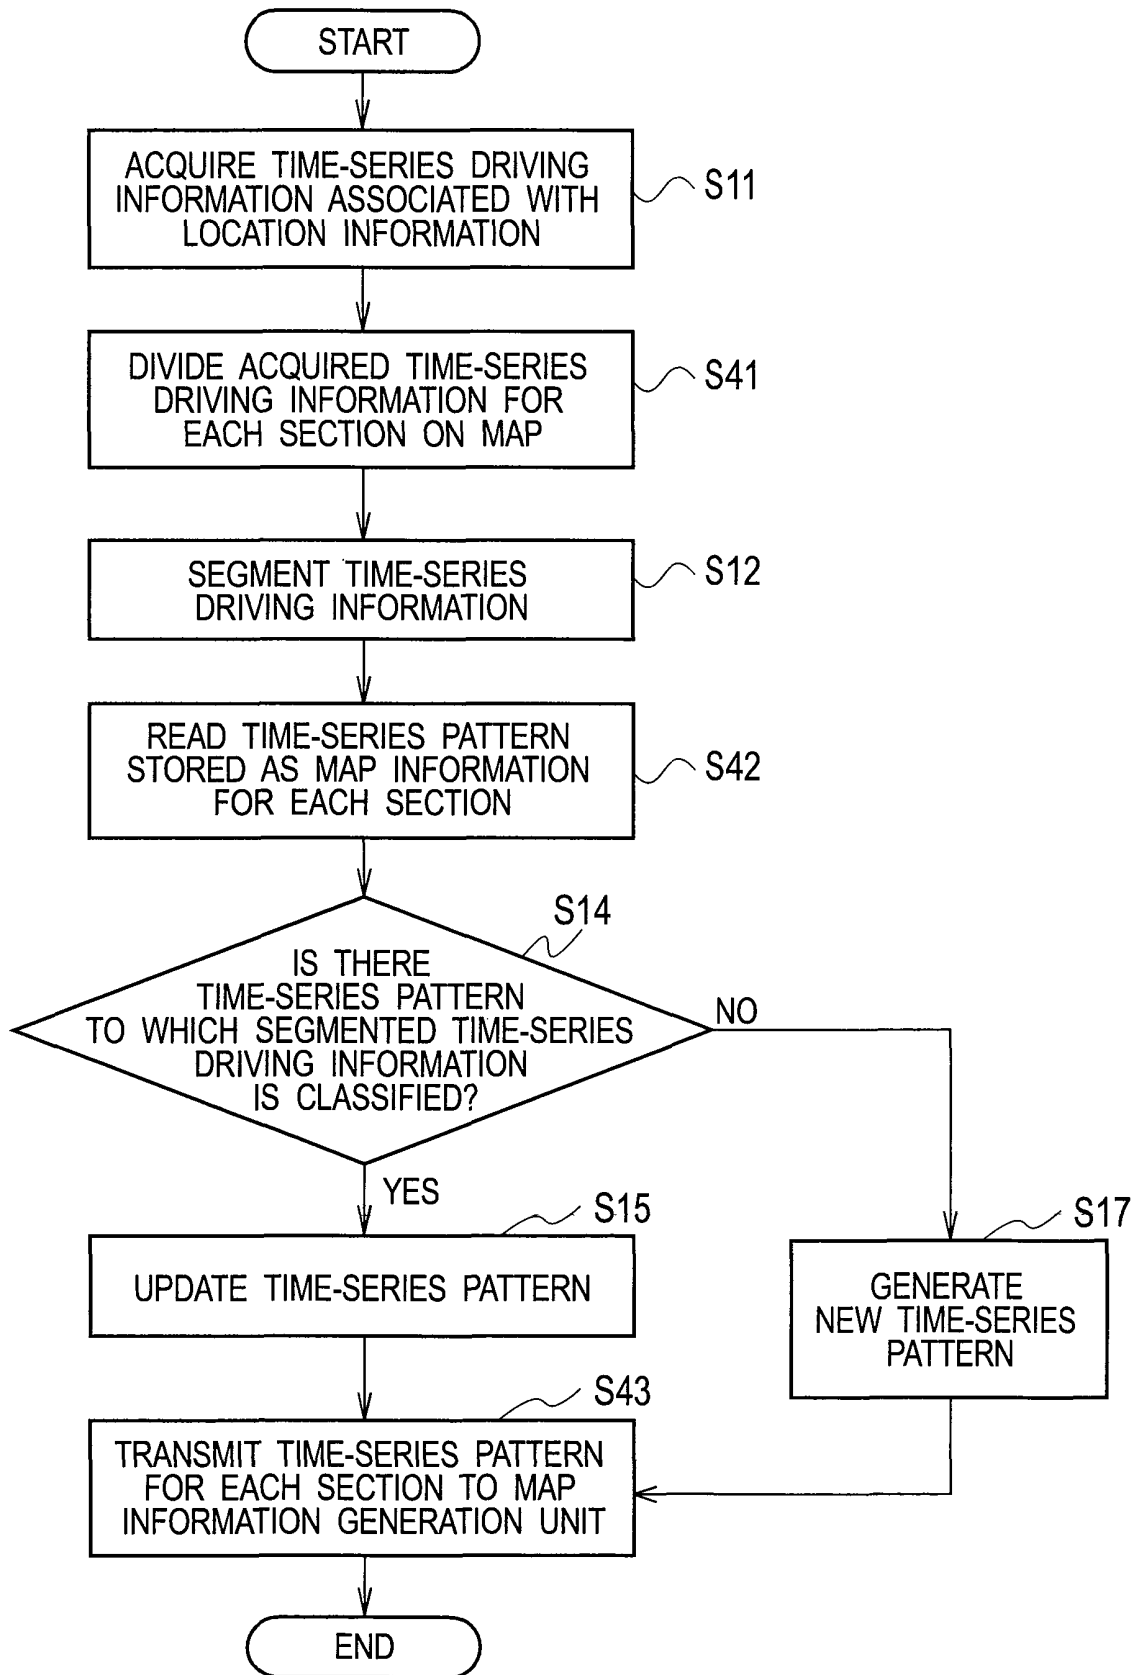 START
ACQUIRE TIME-SERIES DRIVING
INFORMATION ASSOCIATED WITH
LOCATION INFORMATION
S11
DIVIDE ACQUIRED TIME-SERIES
DRIVING INFORMATION FOR
EACH SECTION ON MAP
S41
SEGMENT TIME-SERIES
DRIVING INFORMATION
S12
READ TIME-SERIES PATTERN
STORED AS MAP INFORMATION
FOR EACH SECTION
S42
S14
IS THERE
TIME-SERIES PATTERN
TO WHICH SEGMENTED TIME-SERIES
DRIVING INFORMATION
IS CLASSIFIED?
NO
YES
S15
UPDATE TIME-SERIES PATTERN
S17
GENERATE
NEW TIME-SERIES
PATTERN
S43
TRANSMIT TIME-SERIES PATTERN
FOR EACH SECTION TO MAP
INFORMATION GENERATION UNIT
END